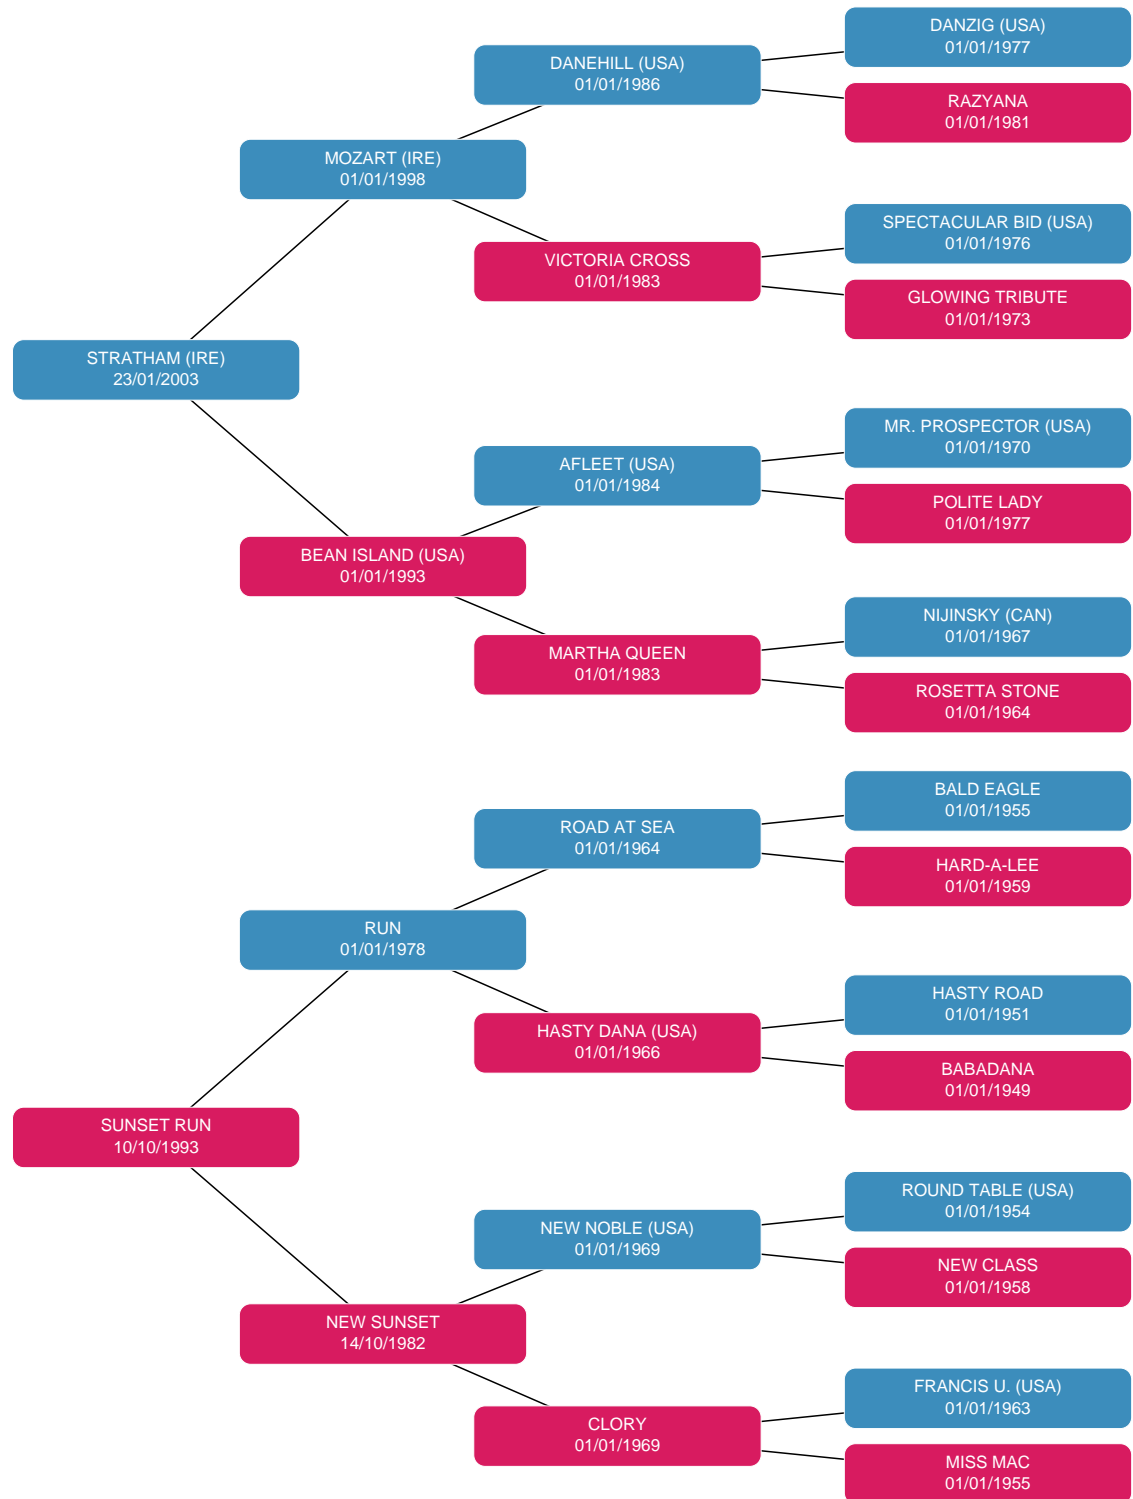 DANZIG (USA)
01/01/1977
DANEHILL (USA)
01/01/1986
RAZYANA
01/01/1981
MOZART (IRE)
01/01/1998
SPECTACULAR BID (USA)
01/01/1976
VICTORIA CROSS
01/01/1983
GLOWING TRIBUTE
01/01/1973
STRATHAM (IRE)
23/01/2003
MR. PROSPECTOR (USA)
01/01/1970
AFLEET (USA)
01/01/1984
POLITE LADY
01/01/1977
BEAN ISLAND (USA)
01/01/1993
NIJINSKY (CAN)
01/01/1967
MARTHA QUEEN
01/01/1983
ROSETTA STONE
01/01/1964
BALD EAGLE
01/01/1955
ROAD AT SEA
01/01/1964
HARD-A-LEE
01/01/1959
RUN
01/01/1978
HASTY ROAD
01/01/1951
HASTY DANA (USA)
01/01/1966
BABADANA
01/01/1949
SUNSET RUN
10/10/1993
ROUND TABLE (USA)
01/01/1954
NEW NOBLE (USA)
01/01/1969
NEW CLASS
01/01/1958
NEW SUNSET
14/10/1982
FRANCIS U. (USA)
01/01/1963
CLORY
01/01/1969
MISS MAC
01/01/1955